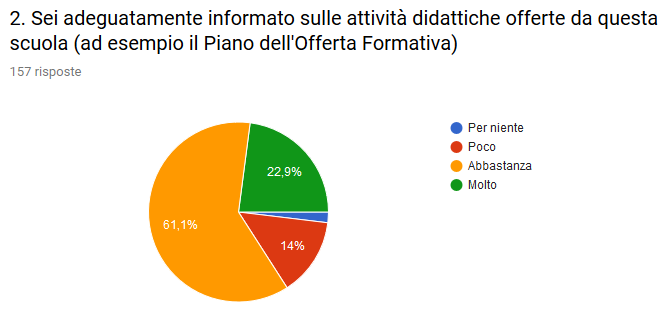 2. Sei adeguatamente informato sulle attività didattiche offerte da questa
scuola (ad esempio il Piano dell'Offerta Formativa)
157 risposte
Per niente
Poco
Abbastanza
Molto
22,9%
61,1%
14%